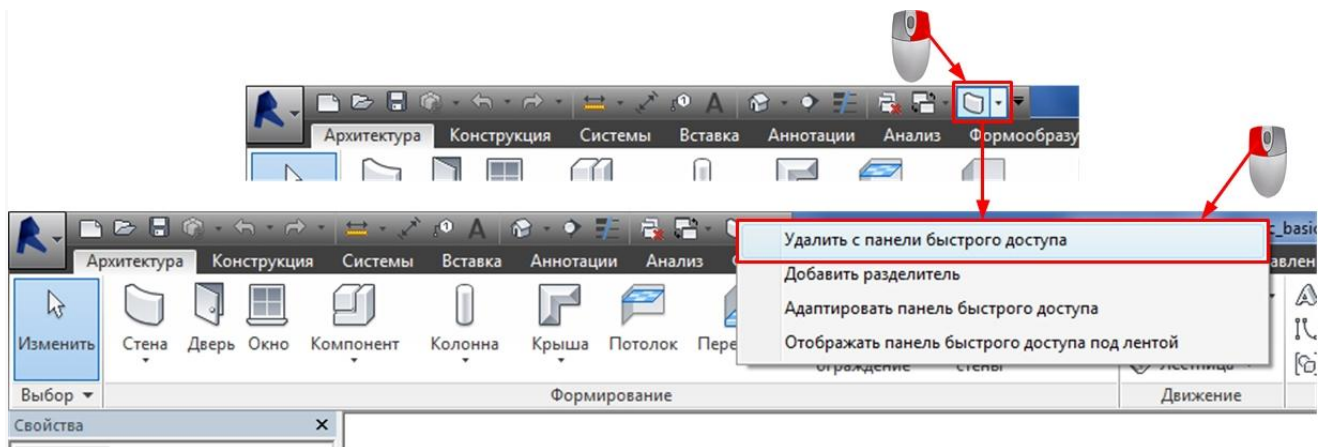 Архитектура Конструкция Системы Вставка Аннотации Анализ Формообразу
Архитектура Конструкция Системы Вставка Аннотации Анализ
Удалить с панели быстрого доступа
Добавить разделитель
Адаптировать панель быстрого доступа
Отображать панель быстрого доступа под лентой
Изменить Стена Дверь Окно Компонент Колонна Крыша Потолок Пере
Выбор Формирование Движение
Свойства